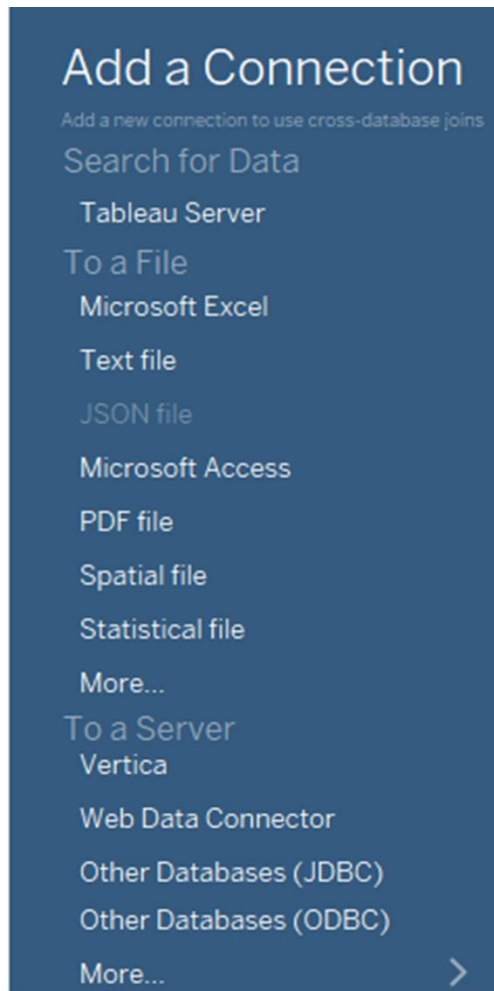 Add a Connection
Add a new connection to use cross-database joins
Search for Data
Tableau Server
To a File
Microsoft Excel
Text file
JSON file
Microsoft Access
PDF file
Spatial file
Statistical file
More...
To a Server
Vertica
Web Data Connector
Other Databases (JDBC)
Other Databases (ODBC)
More...